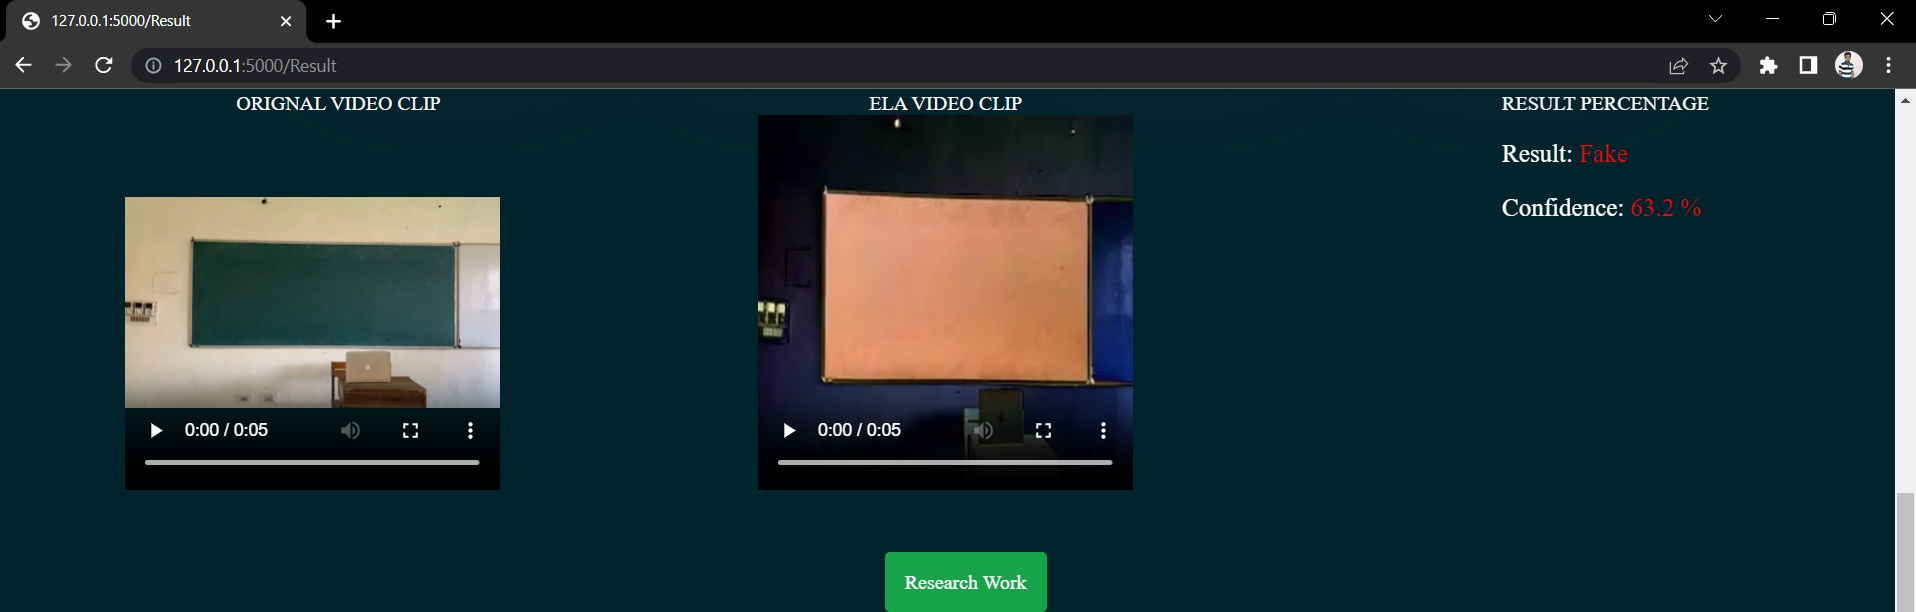 127.0.0.1:5000/Result
127.0.0.1:5000/Result
ORIGNAL VIDEO CLIP
ELA VIDEO CLIP
RESULT PERCENTAGE
Result: Fake
Confidence: 63.2 %
0:00 / 0:05
0:00 / 0:05
Research Work